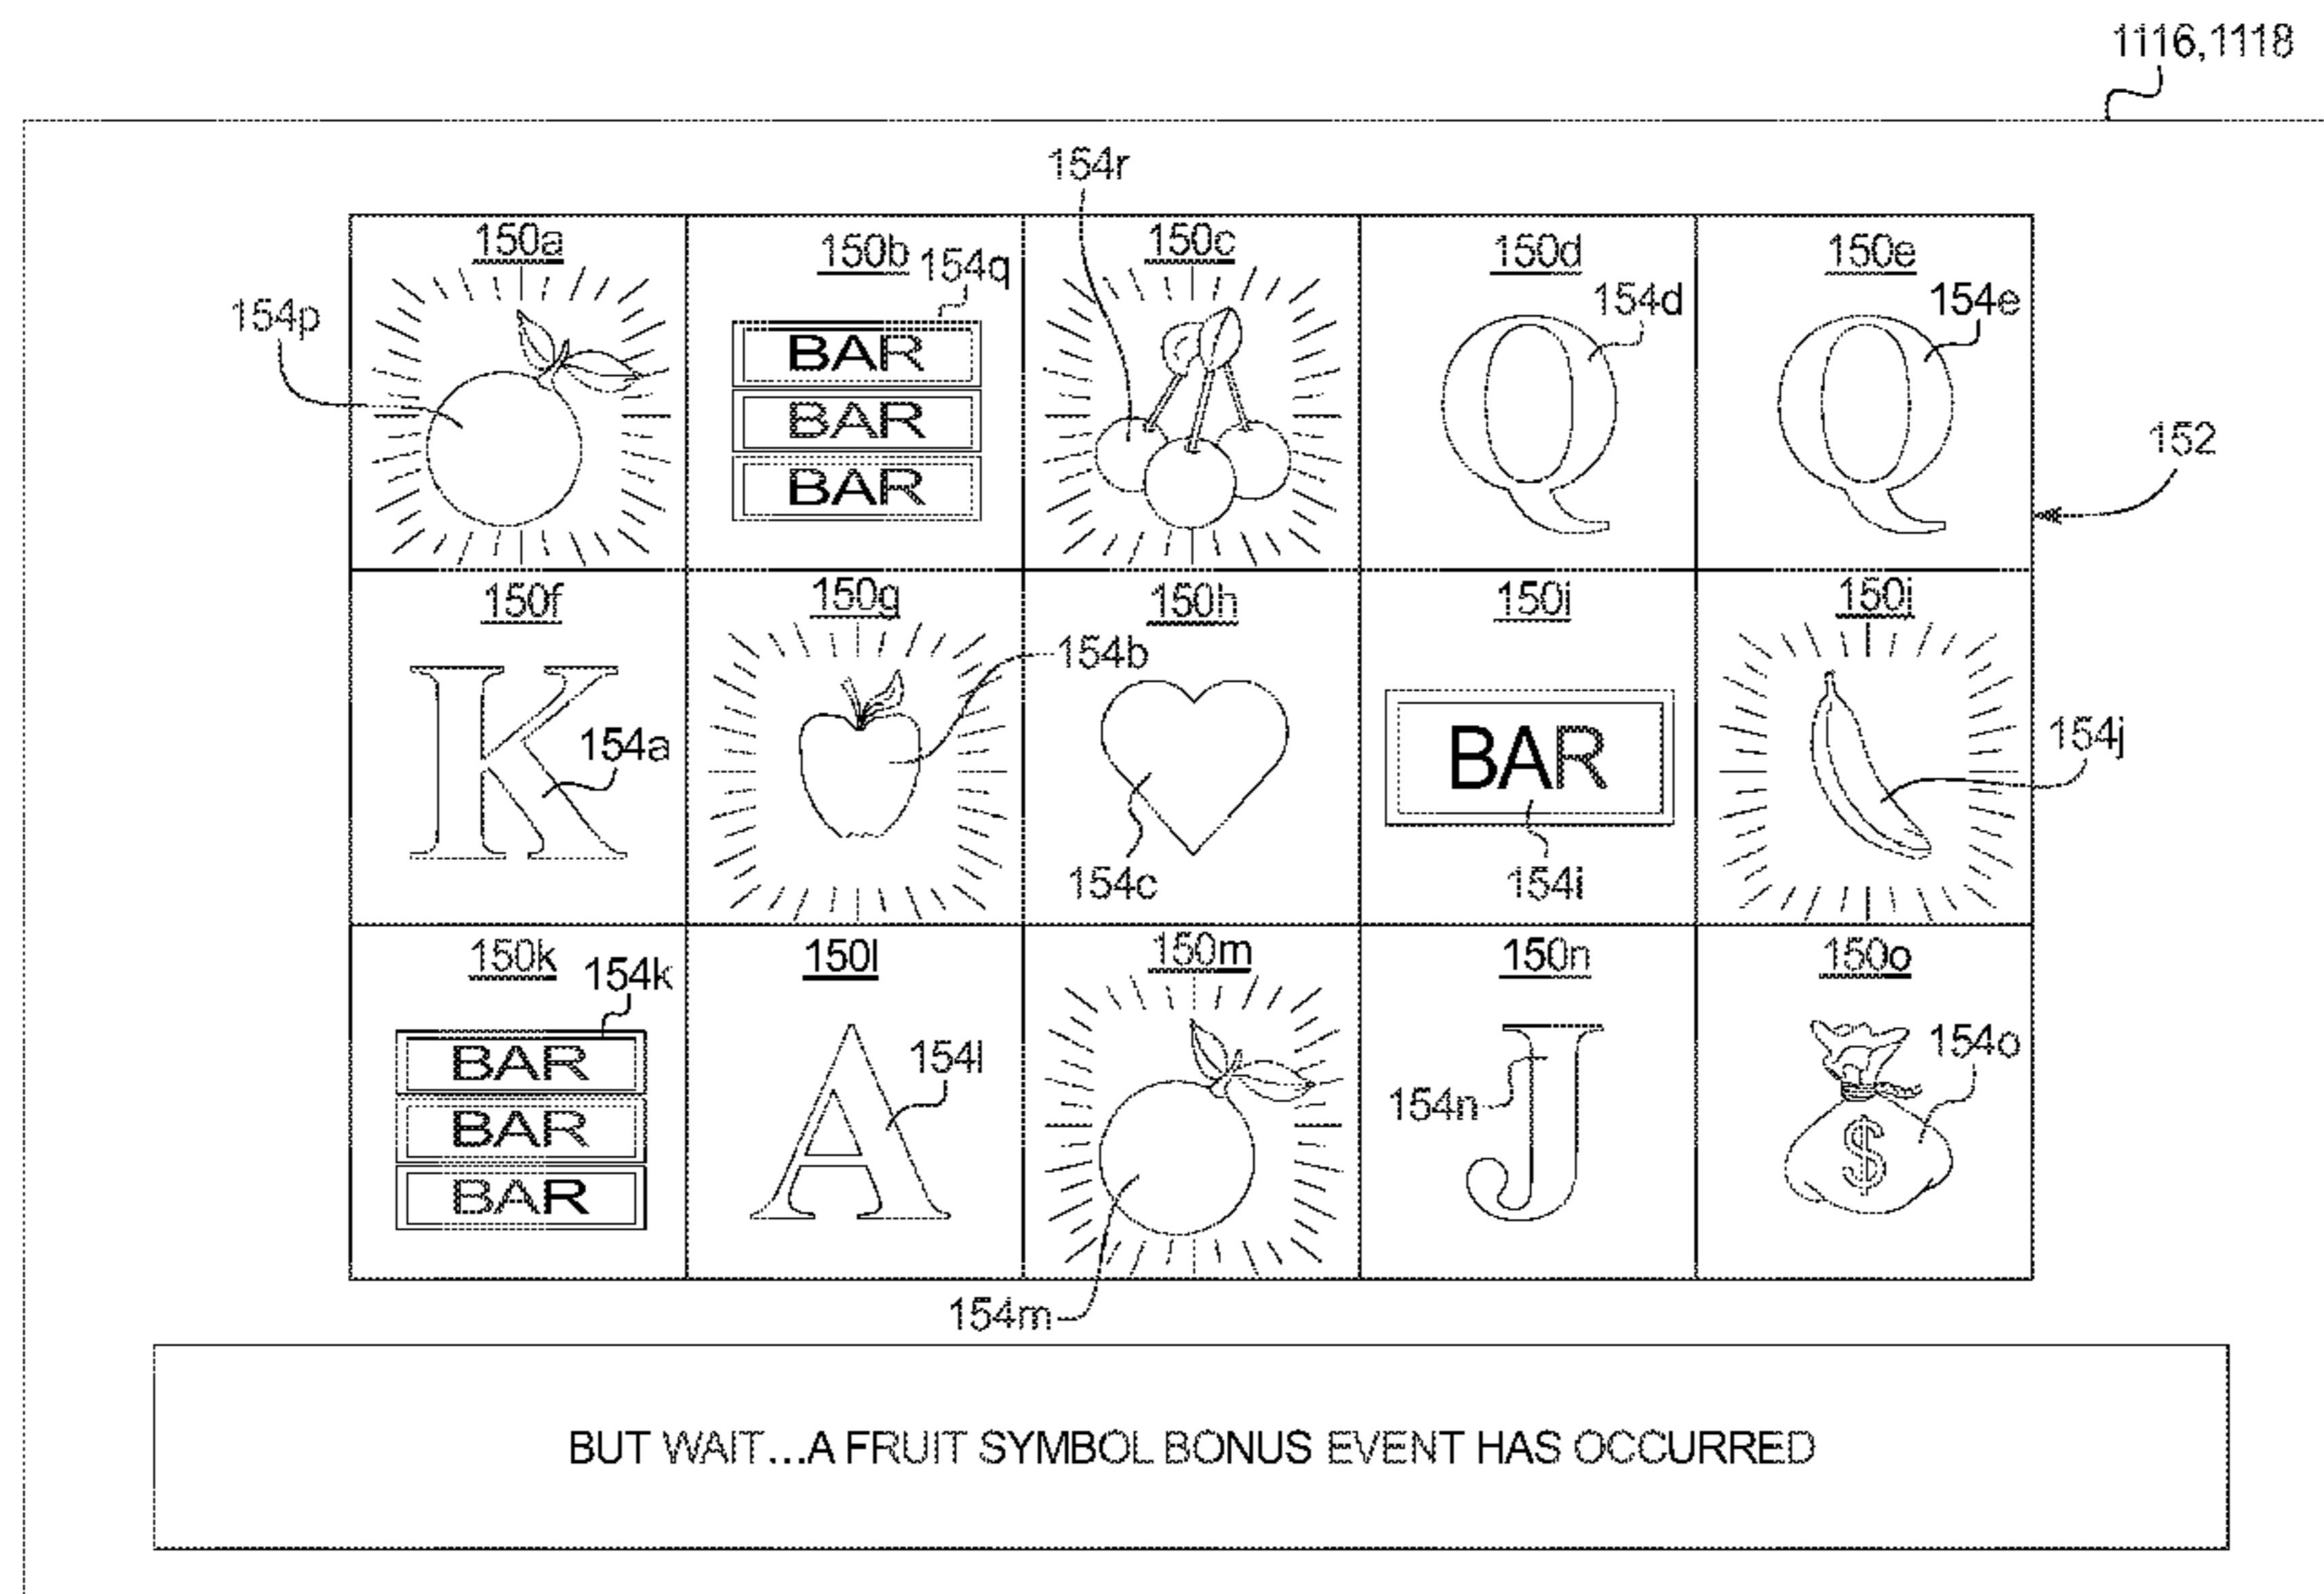 1116,1118
154r
150a
150b
154q
150c
150d
150e
154p
154d
154e
BAR
BAR
BAR
152
150f
150g
150h
150i
150j
154b
154a
BAR
154j
154c
154i
150k
154k
150l
150m
150n
150o
BAR
BAR
BAR
154l
154n
154o
$
K
Q
Q
A
J
154m
BUT WAIT...A FRUIT SYMBOL BONUS EVENT HAS OCCURRED